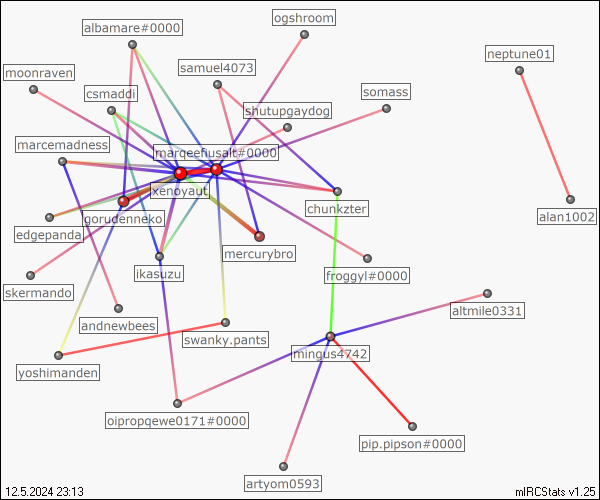 ogshroom
albamare#0000
neptune01
samuel4073
moonraven
csmaddi
somass
shutupgaydog
marcemadness
marqeefusalt#0000
xenoyaut
chunkzter
gorudenneko
alan1002
edgepanda
mercurybro
ikasuzu
froggyl#0000
skermando
altmile0331
andnewbees
swanky.pants
mingus4742
yoshimanden
oipropqewe0171#0000
pip.pipson#0000
artyom0593
12.5.2024 23:13
mIRCStats v1.25